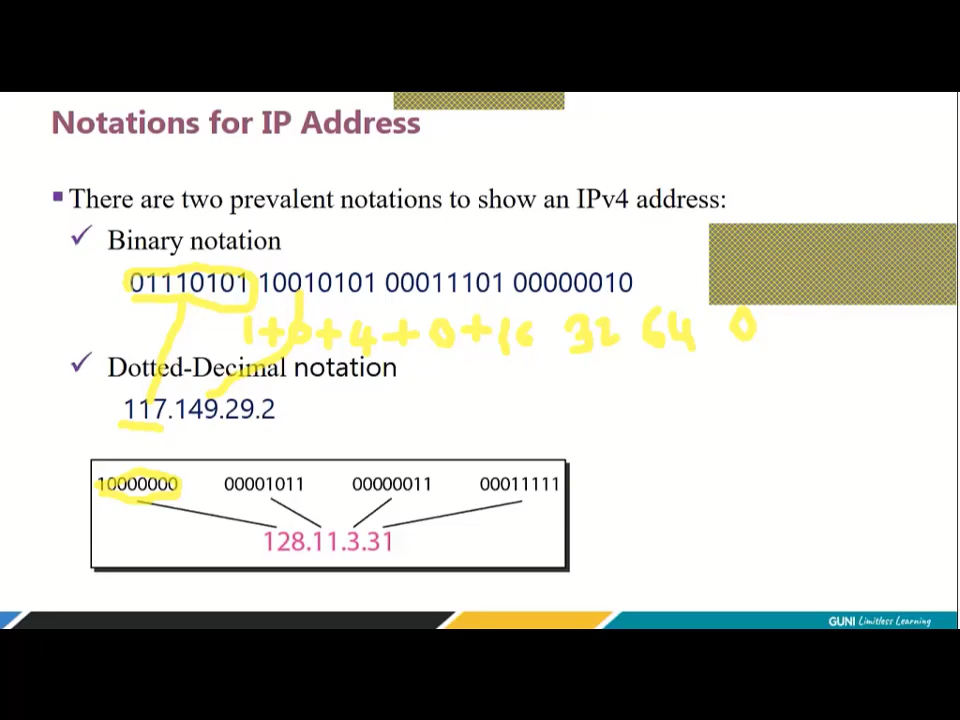 Notations for IP Address
There are two prevalent notations to show an IPv4 address:
Binary notation
01110101 10010101 00011101 00000010
1+0+4+0+16 32 64 0
Dotted-Decimal notation
117.149.29.2
10000000 00001011 00000011 00011111
128.11.3.31
GUNI Limitless Learning